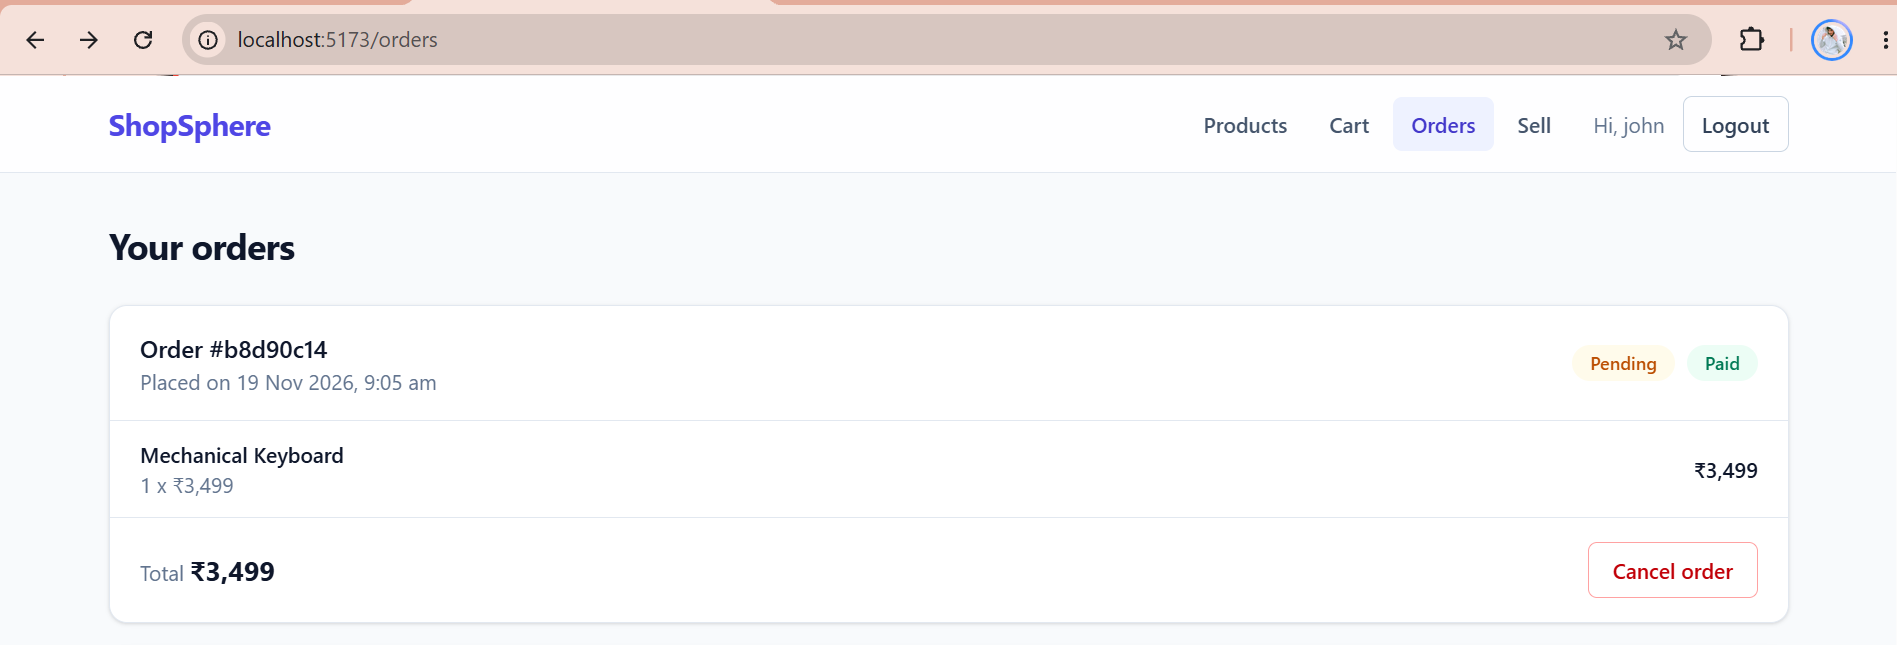 localhost:5173/orders
ShopSphere
Products Cart Orders Sell Hi, john Logout
Your orders
Order #b8d90c14
Placed on 19 Nov 2026, 9:05 am
Pending Paid
Mechanical Keyboard
1 x ₹3,499
₹3,499
Total ₹3,499
Cancel order